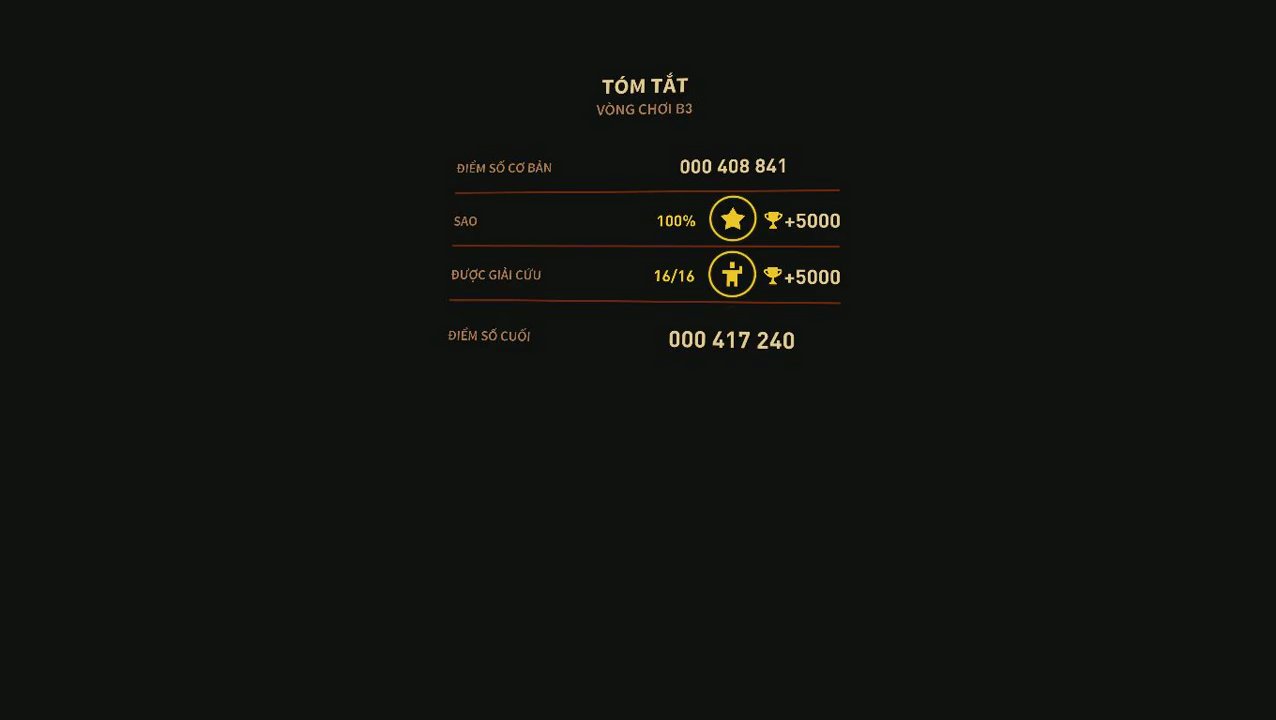 TÓM TẮT
VÒNG CHƠI B3
ĐIỂM SỐ CƠ BẢN 000 408 841
SAO 100% +5000
ĐƯỢC GIẢI CỨU 16/16 +5000
ĐIỂM SỐ CUỐI 000 417 240